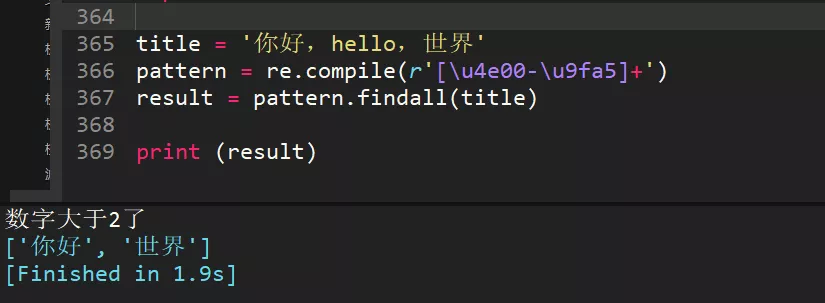 364
365 title = '你好，hello，世界'
366 pattern = re.compile(r'[\u4e00-\u9fa5]+')
367 result = pattern.findall(title)
368
369 print (result)
数字大于2了
['你好', '世界']
[Finished in 1.9s]